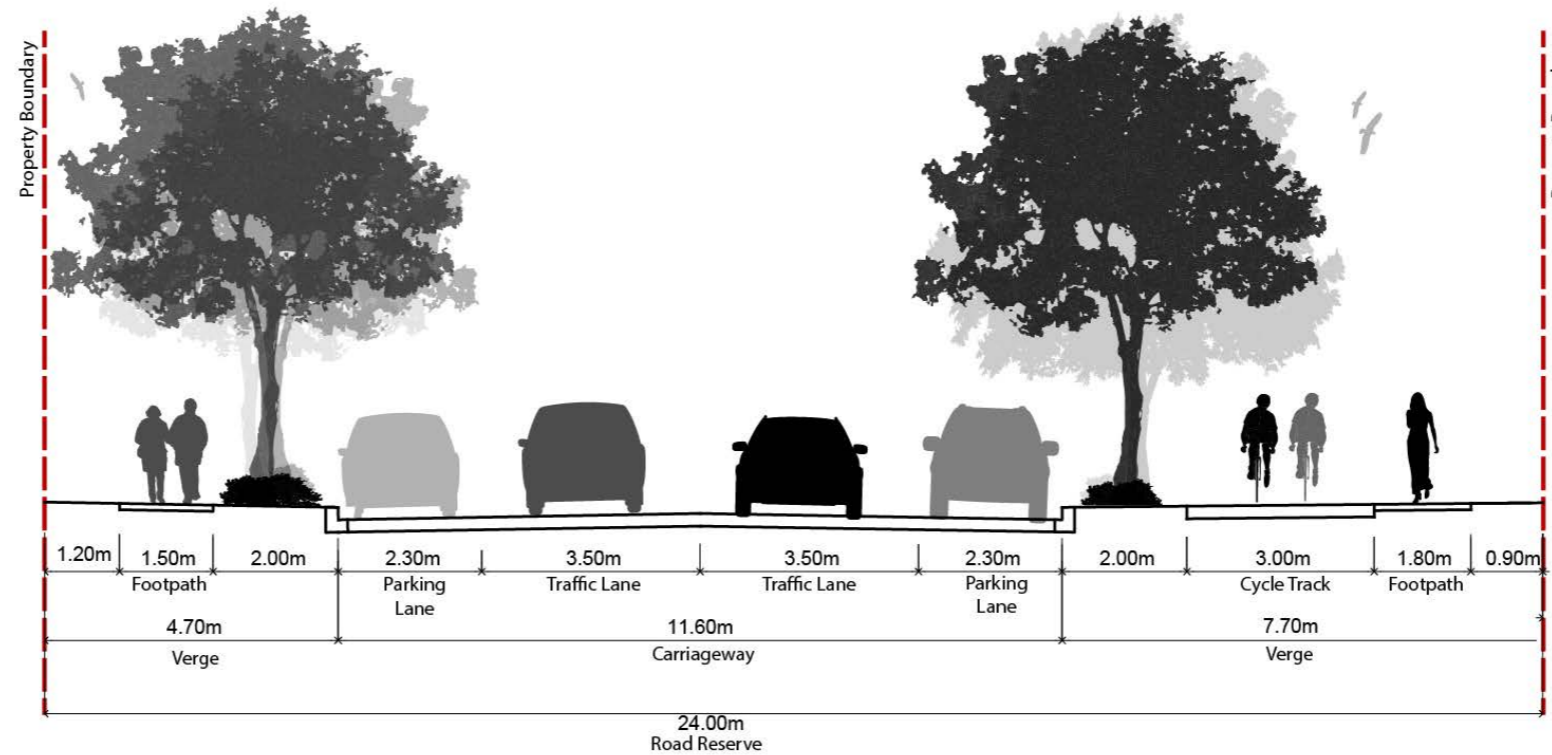 Property Boundary
1.20m
1.50m
2.00m
2.30m
3.50m
3.50m
2.30m
2.00m
3.00m
1.80m
0.90m
Footpath
Parking
Lane
Traffic Lane
Traffic Lane
Parking
Lane
Cycle Track
Footpath
4.70m
11.60m
7.70m
Verge
Carriageway
Verge
24.00m
Road Reserve